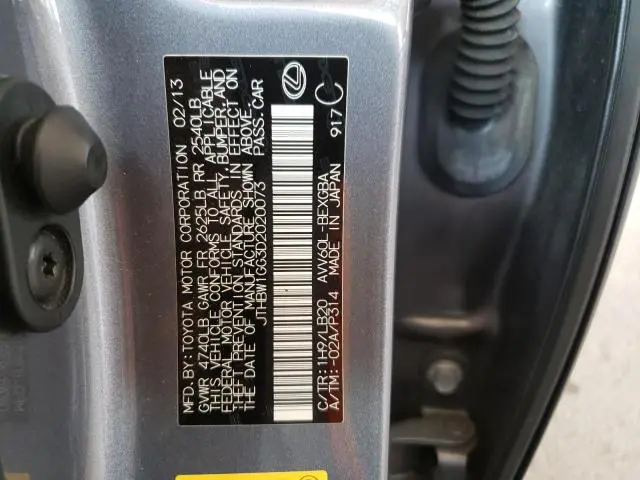 MFD.BY:TOYOTA MOTOR CORPORATION 02/13
GVWR 4740LB GAWR FR 2625LB RR 2540LB
THIS VEHICLE CONFORMS TO ALL APPLICABLE
FEDERAL MOTOR VEHICLE SAFETY, BUMPER, AND
THEFT PREVENTION STANDARDS IN EFFECT ON
THE DATE OF MANUFACTURE SHOWN ABOVE.
JTHBW1GG3D2020073 PASS.CAR
C/TR:1H9/LB20 AVV60L-BEXGBA
A/TM:-02A/P314 MADE IN JAPAN 917